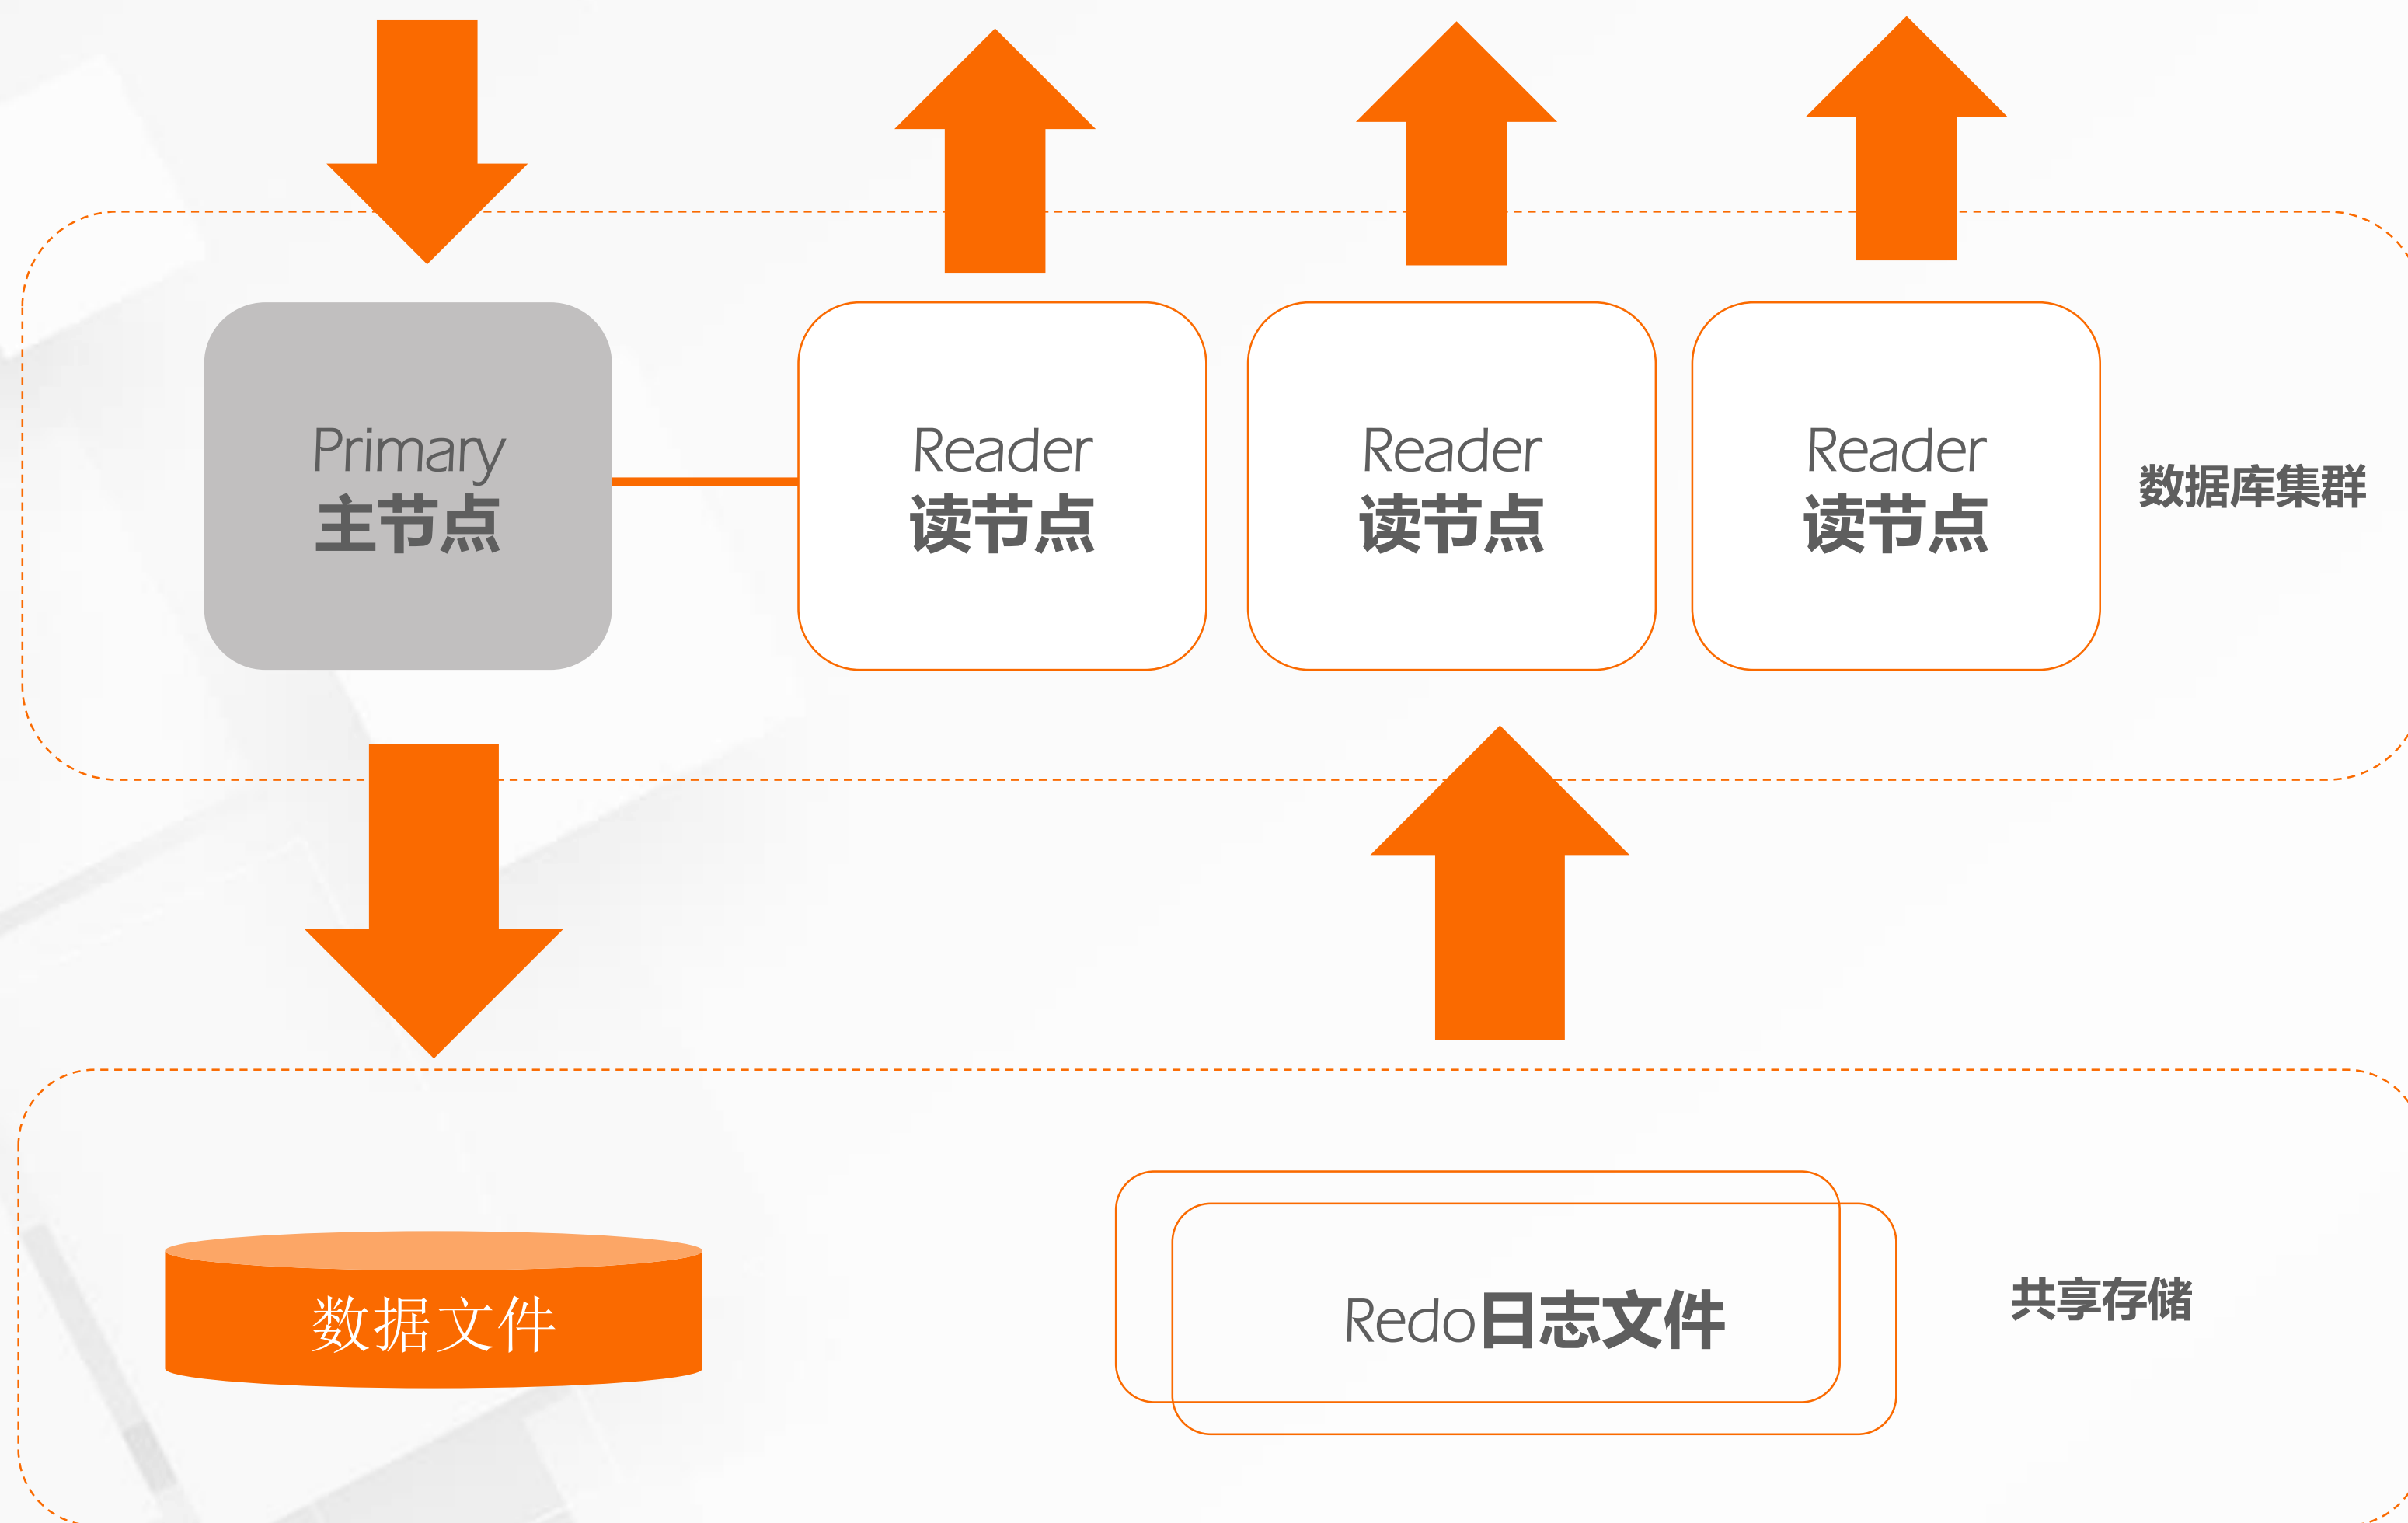 Primary
主节点
Reader
读节点
Reader
读节点
Reader
读节点
数据库集群
数据文件
Redo日志文件
共享存储